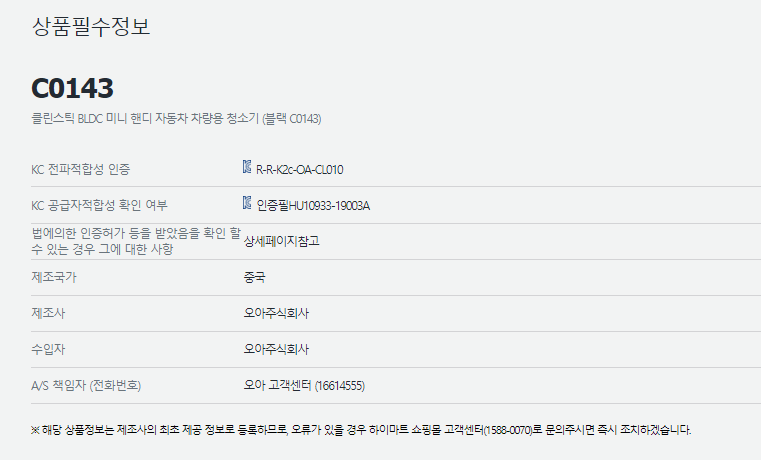 상품필수정보
C0143
클린스틱 BLDC 미니 핸디 자동차 차량용 청소기 (블랙 C0143)
KC 전파적합성 인증 R-R-K2c-OA-CL010
KC 공급자적합성 확인 여부 인증필HU10933-19003A
법에의한 인증허가 등을 받았음을 확인 할
수 있는 경우 그에 대한 사항 상세페이지참고
제조국가 중국
제조사 오아주식회사
수입자 오아주식회사
A/S 책임자 (전화번호) 오아 고객센터 (16614555)
※ 해당 상품정보는 제조사의 최초 제공 정보로 등록하므로, 오류가 있을 경우 하이마트 쇼핑몰 고객센터(1588-0070)로 문의주시면 즉시 조치하겠습니다.